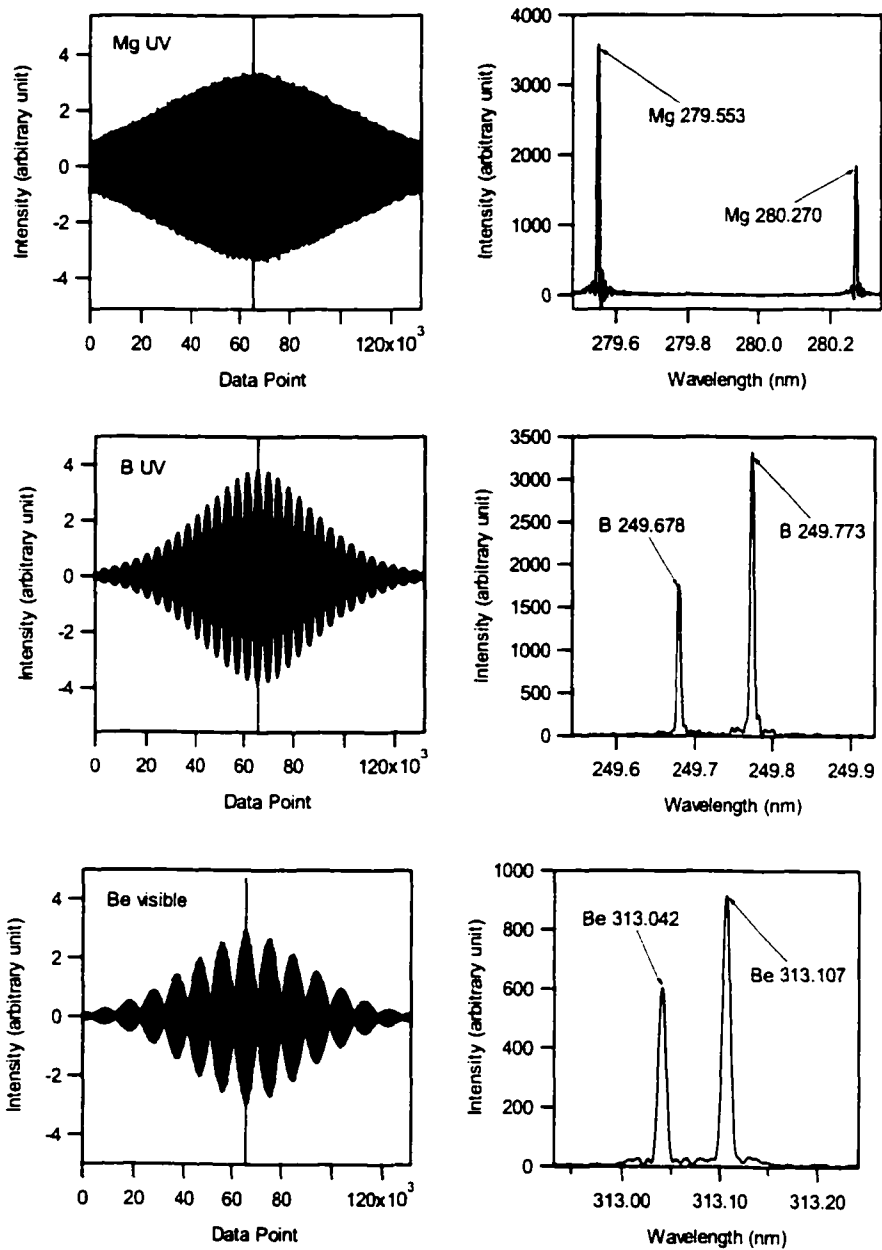 Mg UV
Intensity (arbitrary unit)
4
2
0
-2
-4
0 20 40 60 80 120x10³
Data Point
Intensity (arbitrary unit)
4000
3000
2000
1000
0
Mg 279.553
Mg 280.270
279.6 279.8 280.0 280.2
Wavelength (nm)
B UV
Intensity (arbitrary unit)
4
2
0
-2
-4
0 20 40 60 80 120x10³
Data Point
Intensity (arbitrary unit)
3500
3000
2500
2000
1500
1000
500
0
B 249.678
B 249.773
249.6 249.7 249.8 249.9
Wavelength (nm)
Be visible
Intensity (arbitrary unit)
4
2
0
-2
-4
0 20 40 60 80 120x10³
Data Point
Intensity (arbitrary unit)
1000
800
600
400
200
0
Be 313.042
Be 313.107
313.00 313.10 313.20
Wavelength (nm)